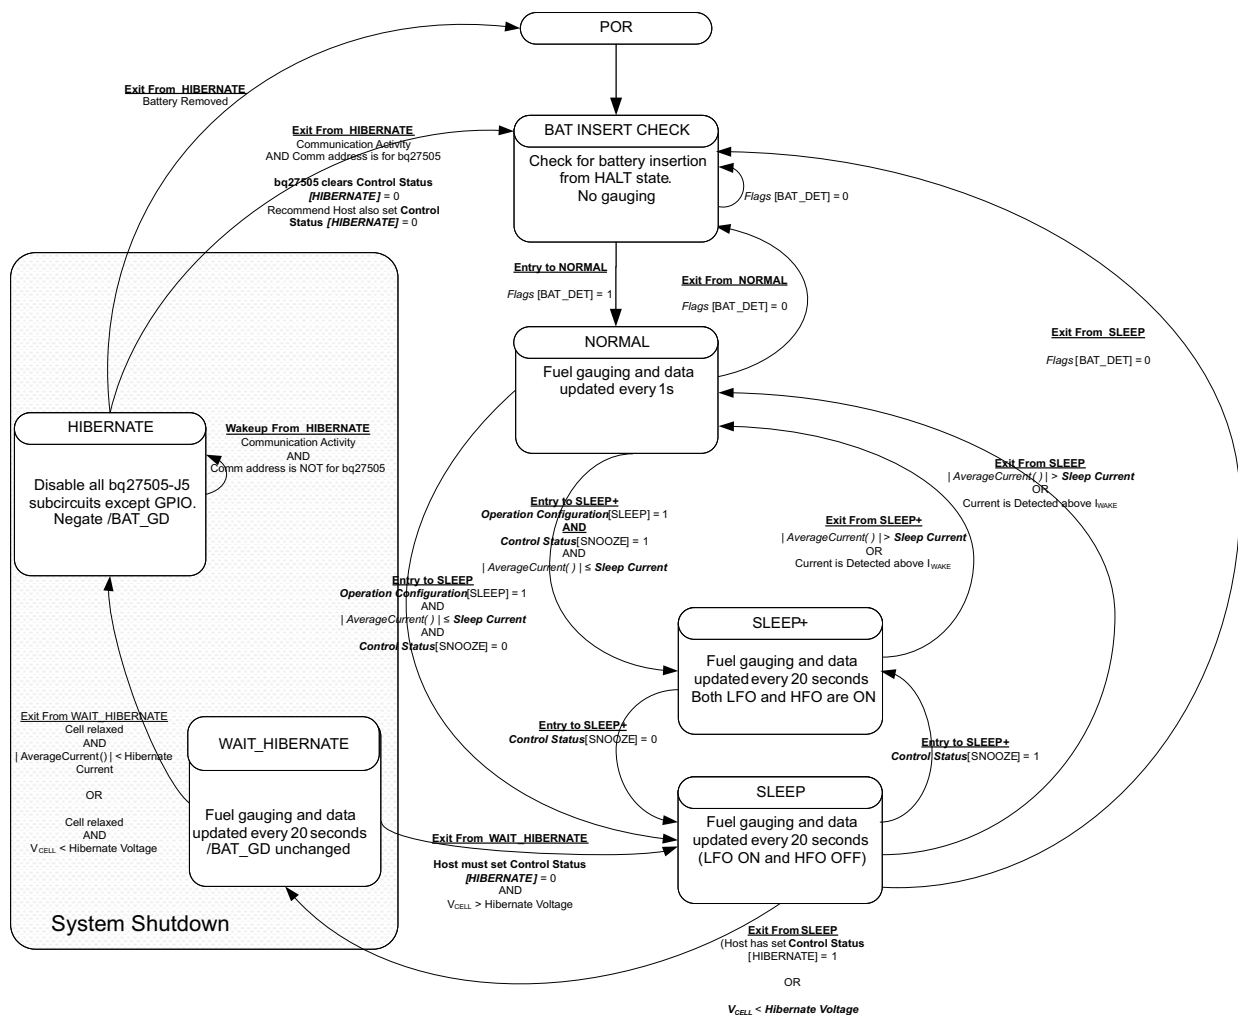 POR
Exit From HIBERNATE
Battery Removed
Exit From HIBERNATE
Communication Activity
AND Comm address is for bq27505
bq27505 clears Control Status
[HIBERNATE] = 0
Recommend Host also set Control
Status [HIBERNATE] = 0
BAT INSERT CHECK
Check for battery insertion
from HALT state.
No gauging
Flags [BAT_DET] = 0
Entry to NORMAL
Flags [BAT_DET] = 1
Exit From NORMAL
Flags [BAT_DET] = 0
Exit From SLEEP
Flags [BAT_DET] = 0
NORMAL
Fuel gauging and data
updated every 1s
HIBERNATE
Disable all bq27505-J5
subcircuits except GPIO.
Negate /BAT_GD
Wakeup From HIBERNATE
Communication Activity
AND
Comm address is NOT for bq27505
Exit From SLEEP
| AverageCurrent( ) | > Sleep Current
OR
Current is Detected above IWAKE
Entry to SLEEP+
Operation Configuration[SLEEP] = 1
AND
Control Status[SNOOZE] = 1
AND
| AverageCurrent( ) | ≤ Sleep Current
Exit From SLEEP+
| AverageCurrent( ) | > Sleep Current
OR
Current is Detected above IWAKE
Entry to SLEEP
Operation Configuration[SLEEP] = 1
AND
| AverageCurrent( ) | ≤ Sleep Current
AND
Control Status[SNOOZE] = 0
SLEEP+
Fuel gauging and data
updated every 20 seconds
Both LFO and HFO are ON
Exit From WAIT_HIBERNATE
Cell relaxed
AND
| AverageCurrent() | < Hibernate
Current
OR
Cell relaxed
AND
VCELL < Hibernate Voltage
WAIT_HIBERNATE
Fuel gauging and data
updated every 20 seconds
/BAT_GD unchanged
Entry to SLEEP+
Control Status[SNOOZE] = 0
Entry to SLEEP+
Control Status[SNOOZE] = 1
SLEEP
Fuel gauging and data
updated every 20 seconds
(LFO ON and HFO OFF)
Exit From WAIT_HIBERNATE
Host must set Control Status
[HIBERNATE] = 0
AND
VCELL > Hibernate Voltage
System Shutdown
Exit From SLEEP
(Host has set Control Status
[HIBERNATE] = 1
OR
VCELL < Hibernate Voltage